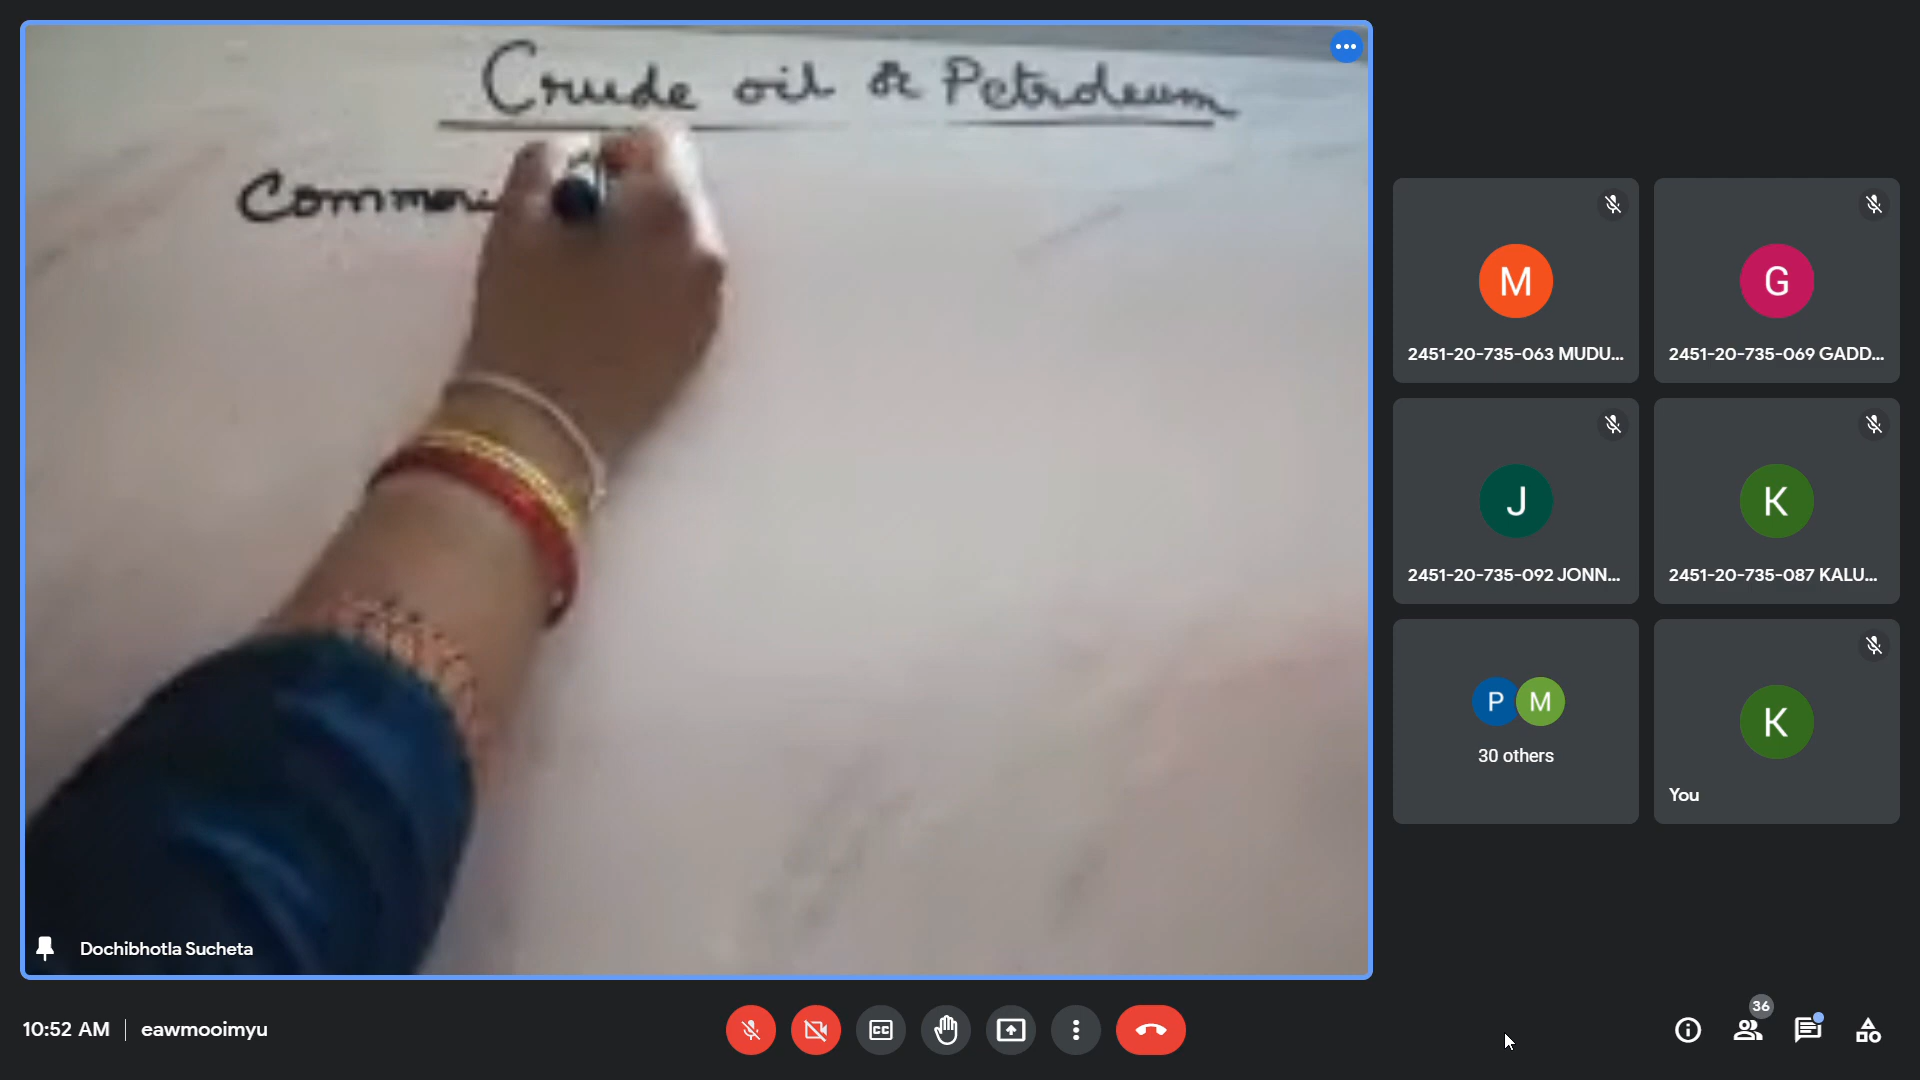 Crude oil & Petroleum
M
2451-20-735-063 MUDU...
G
2451-20-735-069 GADD...
J
2451-20-735-092 JONN...
K
2451-20-735-087 KALU...
P M
30 others
K
You
Dochibhotla Sucheta
10:52 AM | eawmooimyu
CC
36